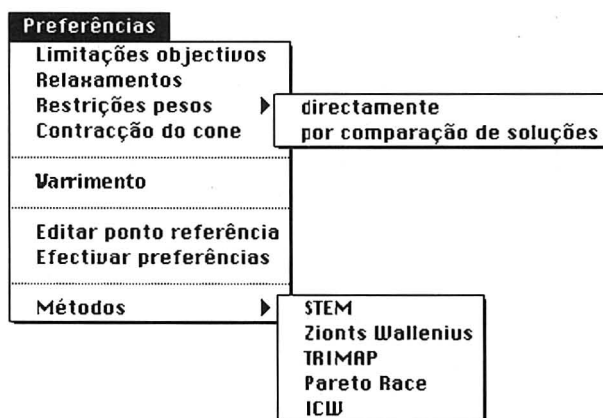 Preferências
Limitações objectivos
Relaxamentos
Restrições pesos
directamente
Contracção do cone
por comparação de soluções
Varrimento
Editar ponto referência
Efectivar preferências
Métodos
STEM
Zionts Wallenius
TRIMAP
Pareto Race
ICW